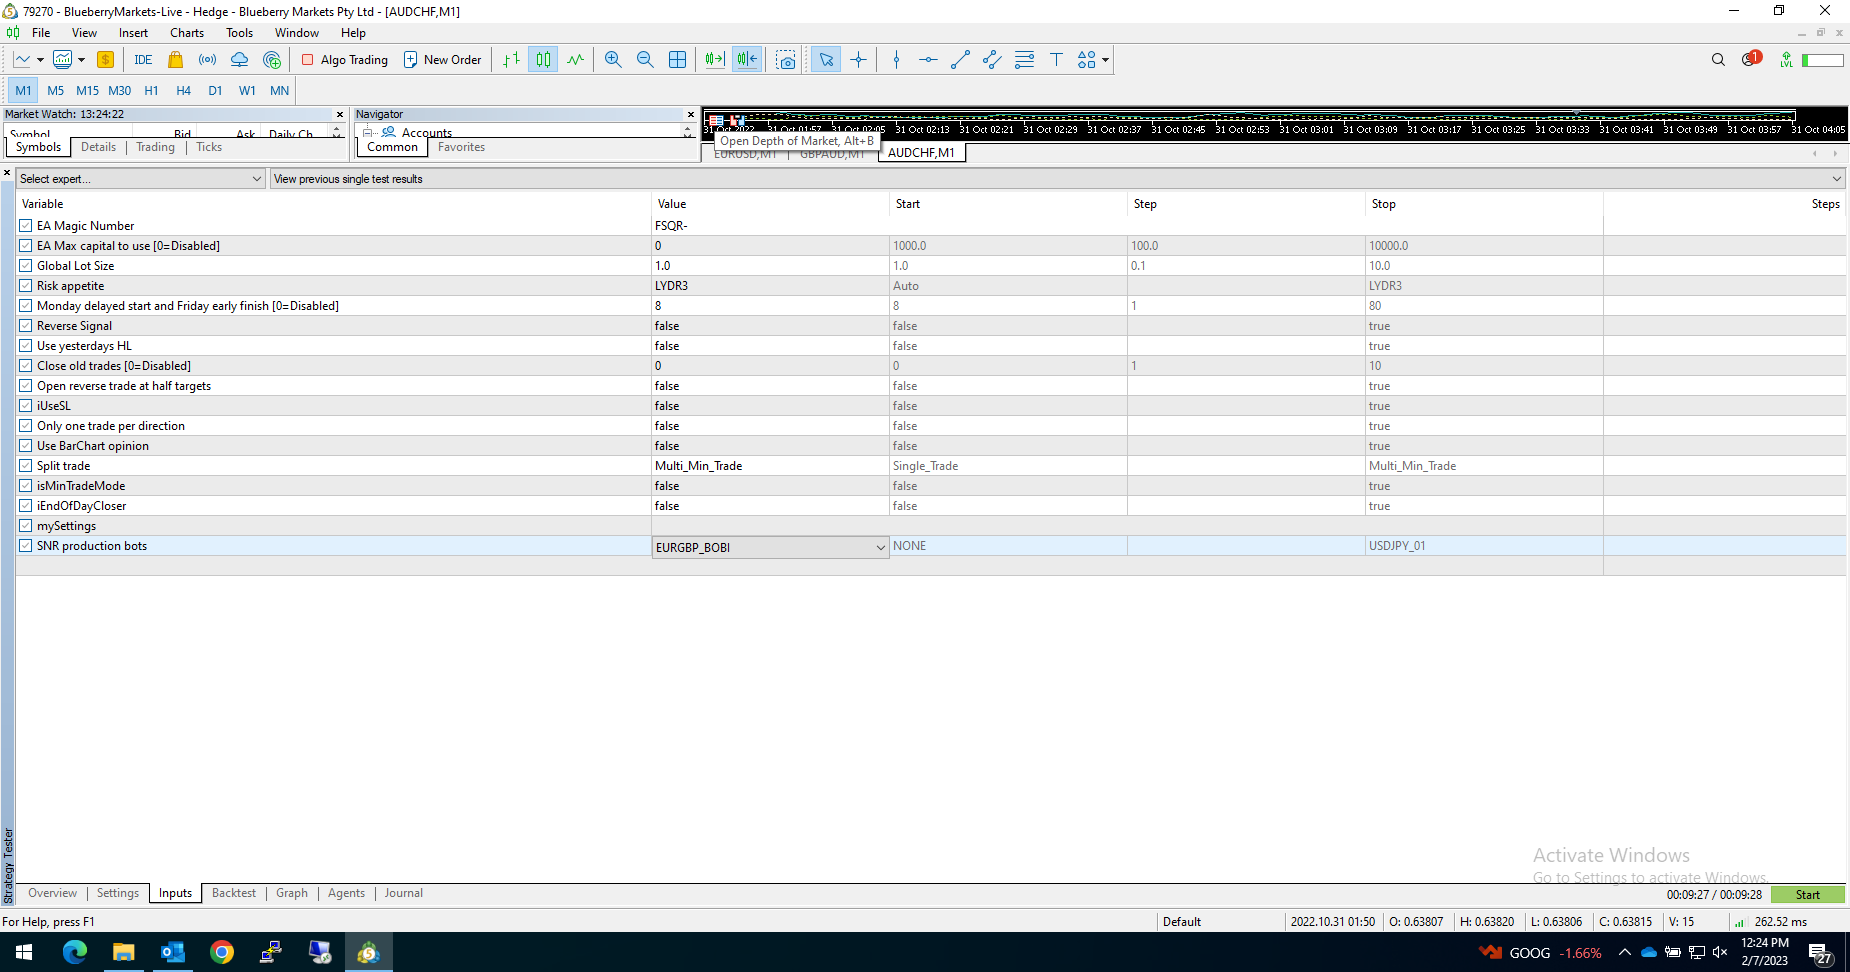 79270 - BlueberryMarkets-Live - Hedge - Blueberry Markets Pty Ltd - [AUDCHF,M1]
File View Insert Charts Tools Window Help
IDE Algo Trading New Order 1 LVL
M1 M5 M15 M30 H1 H4 D1 W1 MN
Market Watch: 13:24:22 Navigator
Symbol Bid Ask Daily Ch... Accounts
31 Oct 2022 31 Oct 01:57 31 Oct 02:05 31 Oct 02:13 31 Oct 02:21 31 Oct 02:29 31 Oct 02:37 31 Oct 02:45 31 Oct 02:53 31 Oct 03:01 31 Oct 03:09 31 Oct 03:17 31 Oct 03:25 31 Oct 03:33 31 Oct 03:41 31 Oct 03:49 31 Oct 03:57 31 Oct 04:05
Symbols Details Trading Ticks Common Favorites
Open Depth of Market, Alt+B
EURUSD,M1 GBPAUD,M1 AUDCHF,M1
Select expert... View previous single test results
Variable Value Start Step Stop Steps
EA Magic Number FSQR-
EA Max capital to use [0=Disabled] 0 1000.0 100.0 10000.0
Global Lot Size 1.0 1.0 0.1 10.0
Risk appetite LYDR3 Auto LYDR3
Monday delayed start and Friday early finish [0=Disabled] 8 8 1 80
Reverse Signal false false true
Use yesterdays HL false false true
Close old trades [0=Disabled] 0 0 1 10
Open reverse trade at half targets false false true
iUseSL false false true
Only one trade per direction false false true
Use BarChart opinion false false true
Split trade Multi_Min_Trade Single_Trade Multi_Min_Trade
isMinTradeMode false false true
iEndOfDayCloser false false true
mySettings
SNR production bots EURGBP_BOBI NONE USDJPY_01
Strategy Tester
Activate Windows
Go to Settings to activate Windows.
Overview Settings Inputs Backtest Graph Agents Journal 00:09:27 / 00:09:28 Start
For Help, press F1 Default 2022.10.31 01:50 O: 0.63807 H: 0.63820 L: 0.63806 C: 0.63815 V: 15 262.52 ms
GOOG -1.66% 12:24 PM
2/7/2023 27